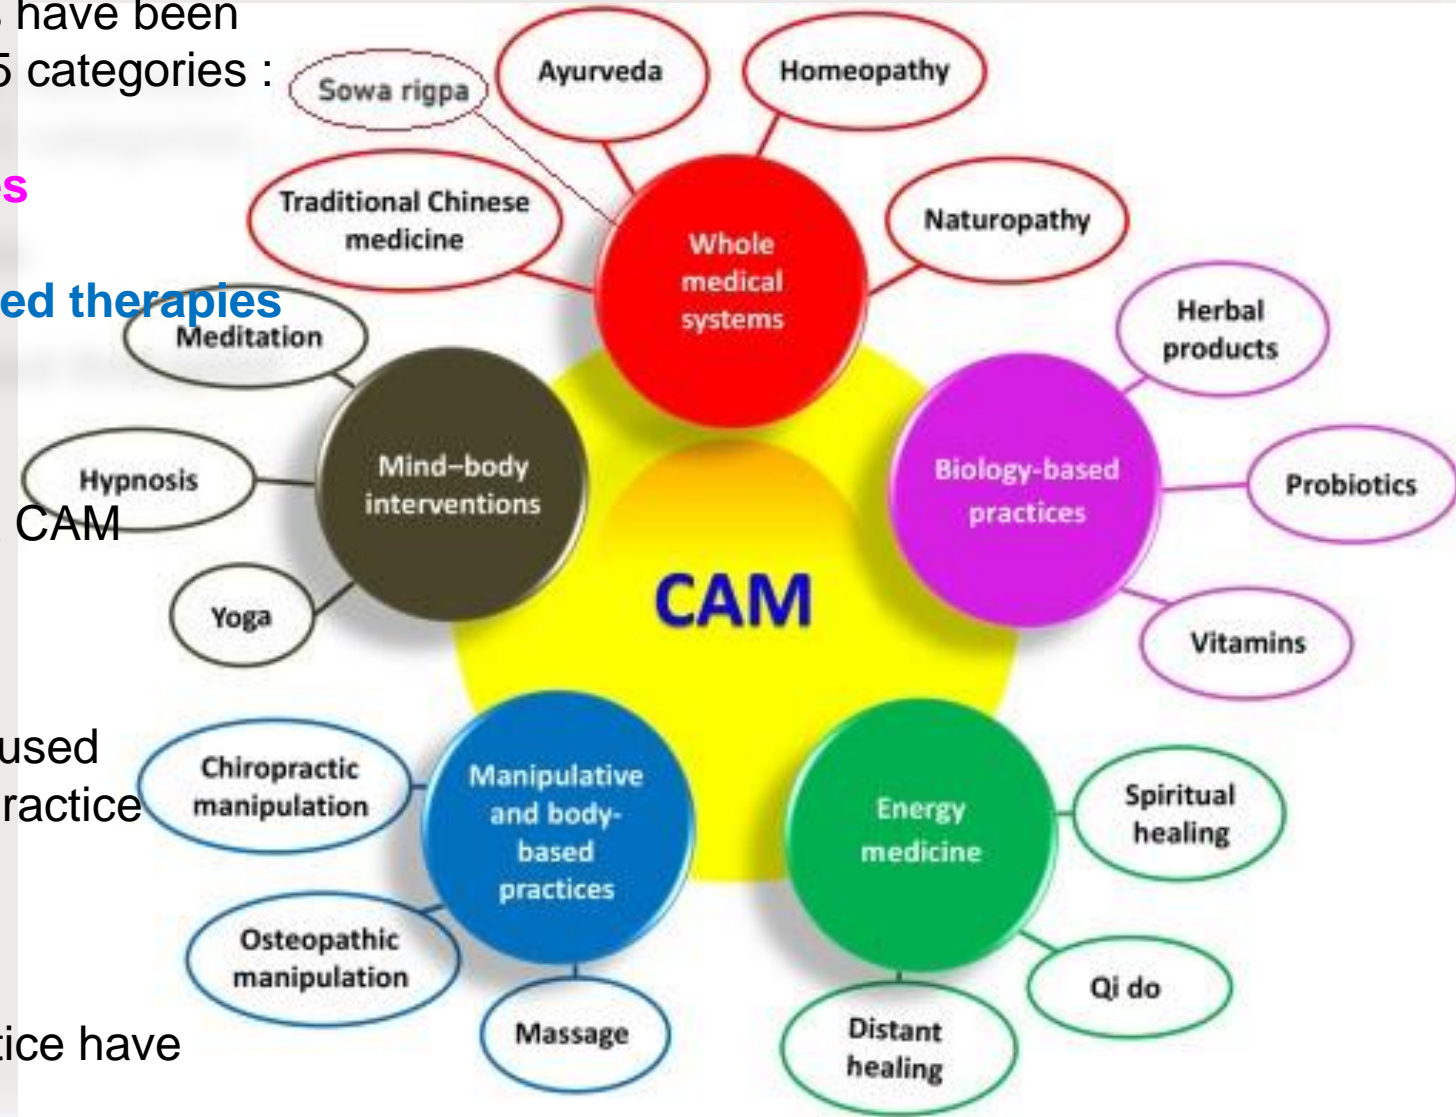 s have been
5 categories :
es
ed therapies
CAM
used
ractice
tice have
Sowa rigpa
Ayurveda
Homeopathy
Traditional Chinese
medicine
Naturopathy
Whole
medical
systems
Meditation
Hypnosis
Yoga
Mind–body
interventions
Herbal
products
Probiotics
Vitamins
Biology-based
practices
CAM
Chiropractic
manipulation
Osteopathic
manipulation
Massage
Manipulative
and body-
based
practices
Energy
medicine
Spiritual
healing
Qi do
Distant
healing